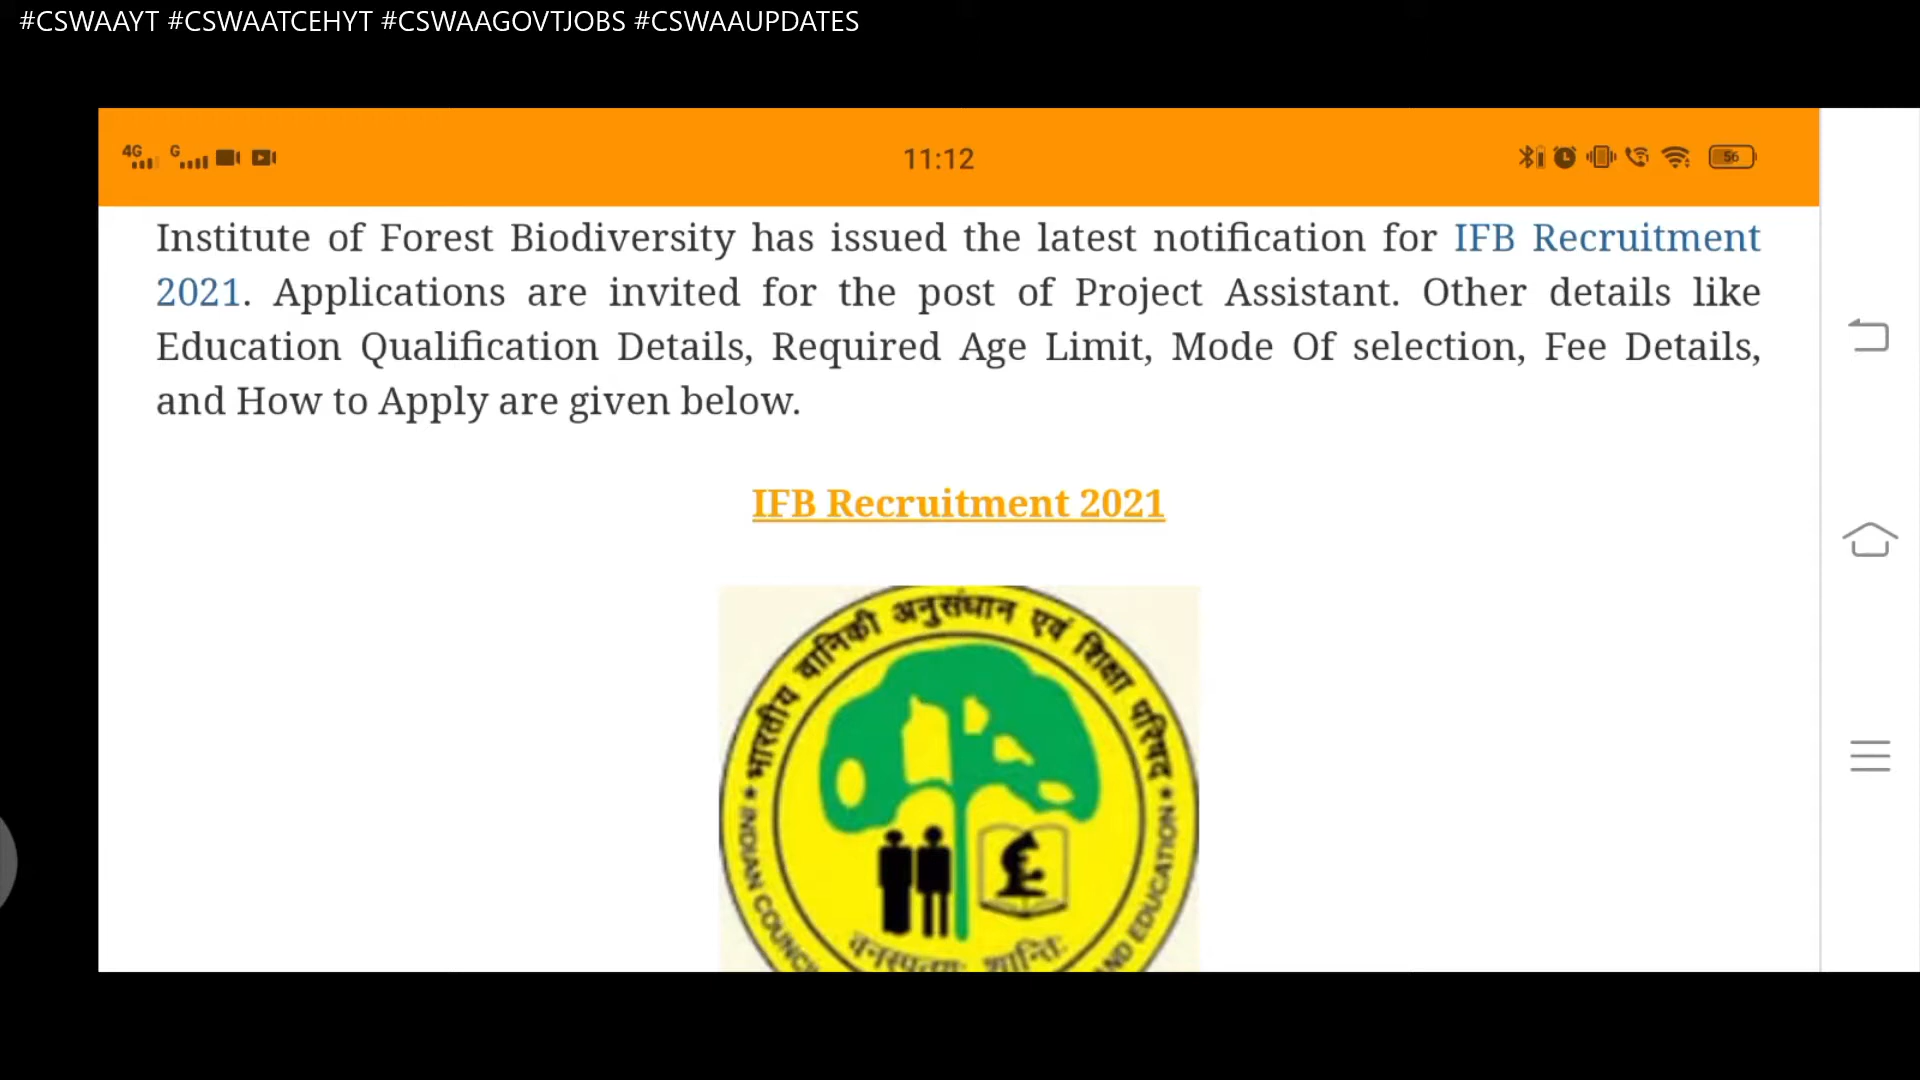 #CSWAAYT #CSWAATCEHYT #CSWAAGOVTJOBS #CSWAAUPDATES
4G G 11:12 56
Institute of Forest Biodiversity has issued the latest notification for IFB Recruitment
2021. Applications are invited for the post of Project Assistant. Other details like
Education Qualification Details, Required Age Limit, Mode Of selection, Fee Details,
and How to Apply are given below.
IFB Recruitment 2021
भारतीय वानिकी अनुसंधान एवं शिक्षा परिषद
INDIAN COUNCIL AND EDUCATION